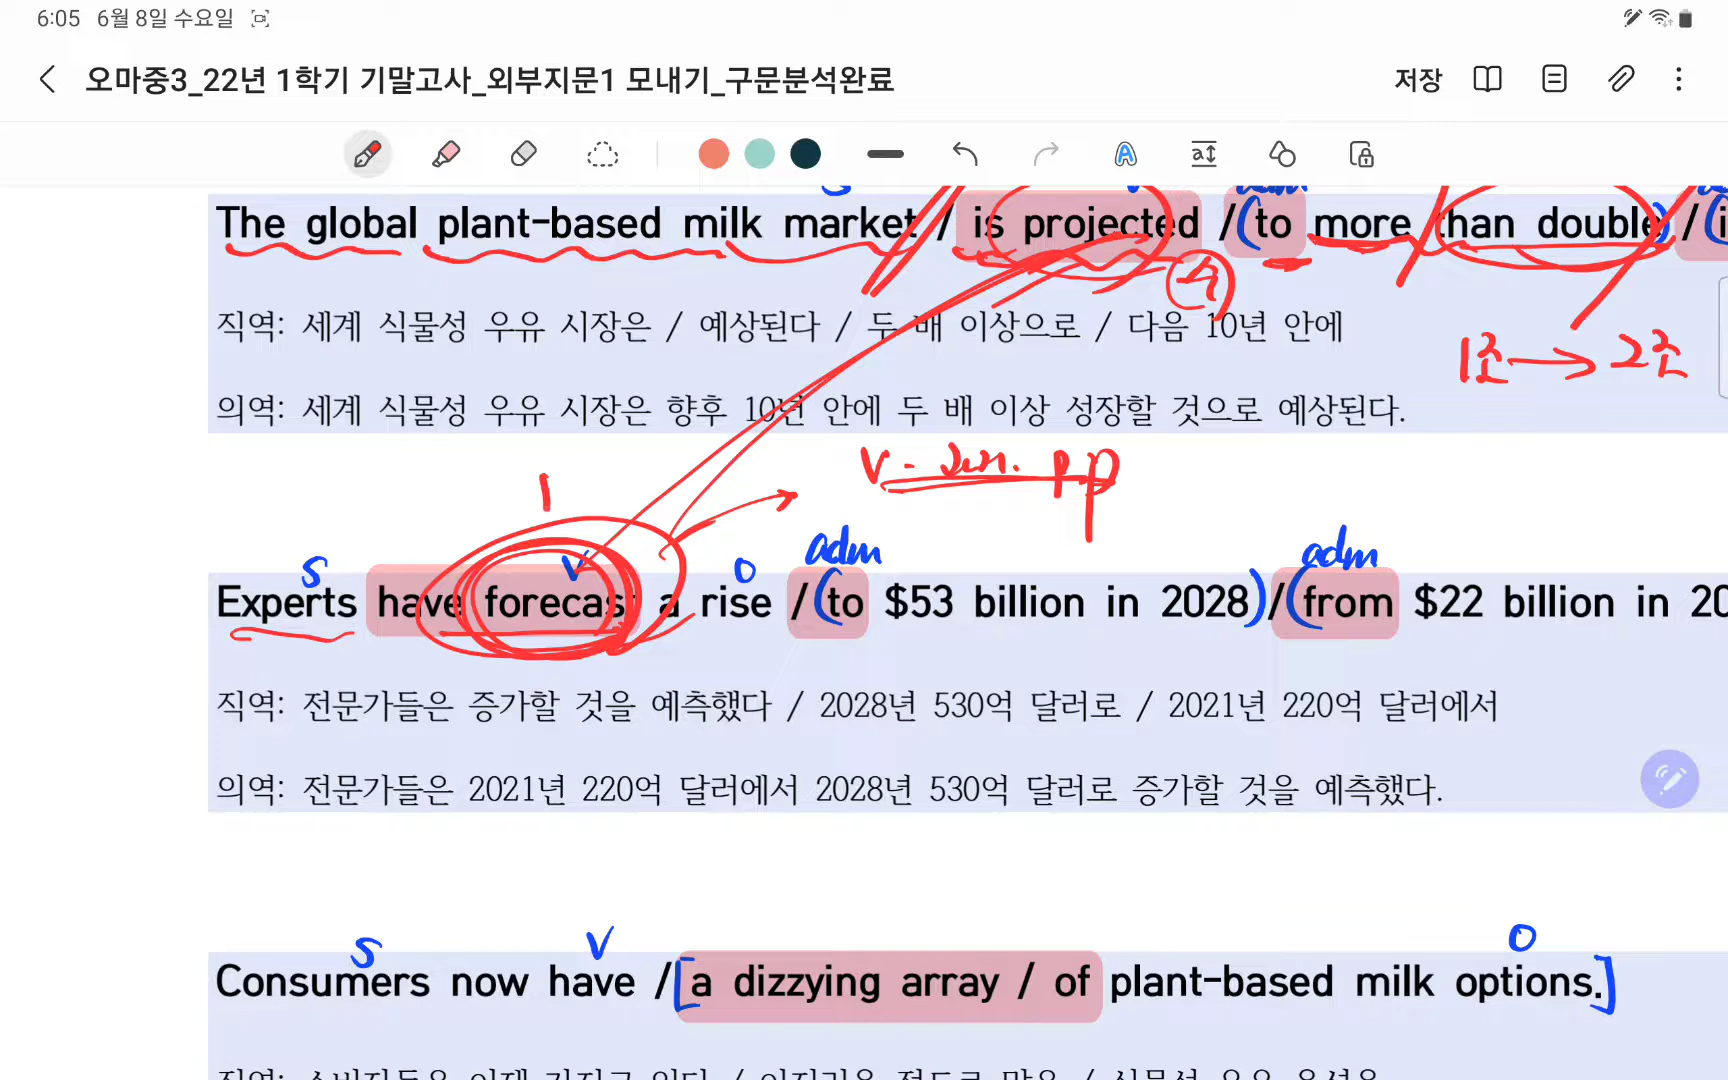 6:05 6월 8일 수요일
오마중3_22년 1학기 기말고사_외부지문1 모내기_구문분석완료 저장
The global plant-based milk market / is projected /(to more than double) /(i
수
직역: 세계 식물성 우유 시장은 / 예상된다 / 두 배 이상으로 / 다음 10년 안에
1조 → 2조
의역: 세계 식물성 우유 시장은 향후 10년 안에 두 배 이상 성장할 것으로 예상된다.
1
S V O adm adm
Experts have forecast a rise /(to $53 billion in 2028)/(from $22 billion in 20
직역: 전문가들은 증가할 것을 예측했다 / 2028년 530억 달러로 / 2021년 220억 달러에서
의역: 전문가들은 2021년 220억 달러에서 2028년 530억 달러로 증가할 것을 예측했다.
S V O
Consumers now have /[a dizzying array / of plant-based milk options.]